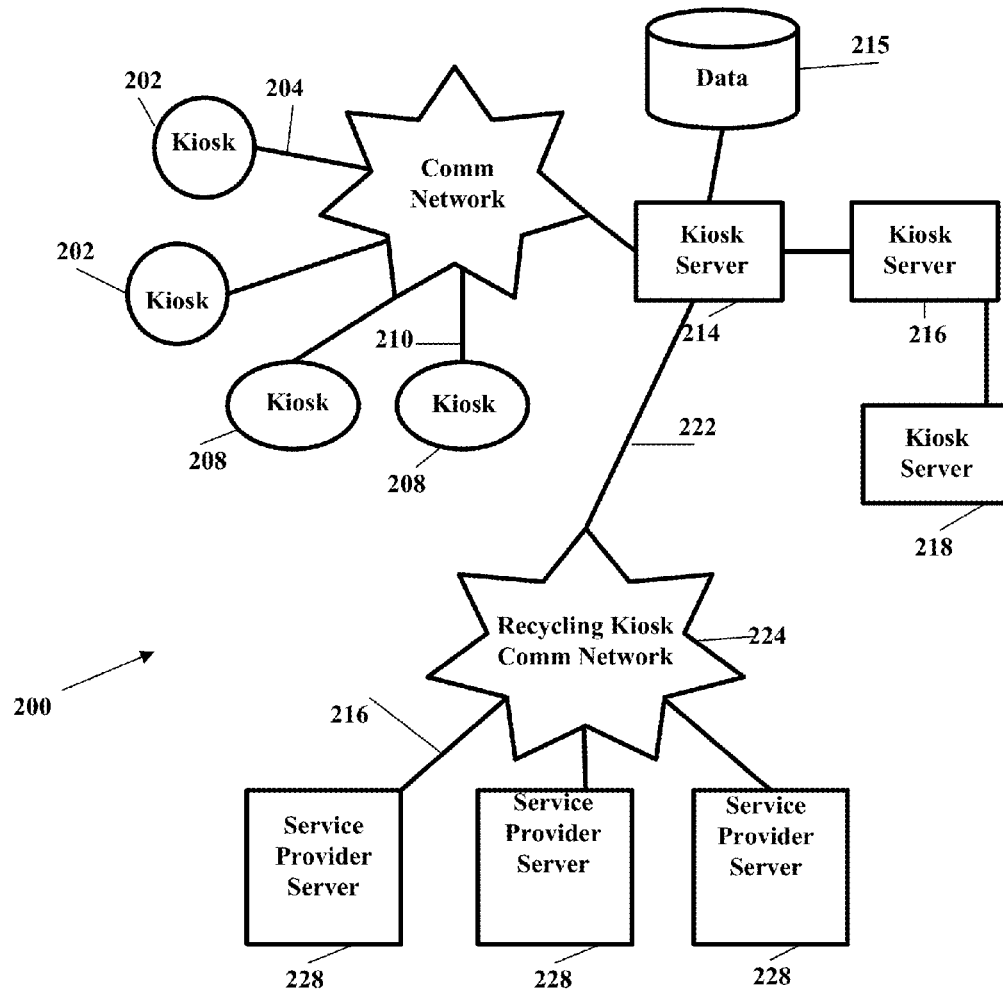 215
Data
202
204
Kiosk
Comm
Network
Kiosk
Server
Kiosk
Server
202
Kiosk
214
216
210
Kiosk
Kiosk
208
208
222
Kiosk
Server
218
Recycling Kiosk
Comm Network
224
200
216
Service
Provider
Server
Service
Provider
Server
Service
Provider
Server
228
228
228